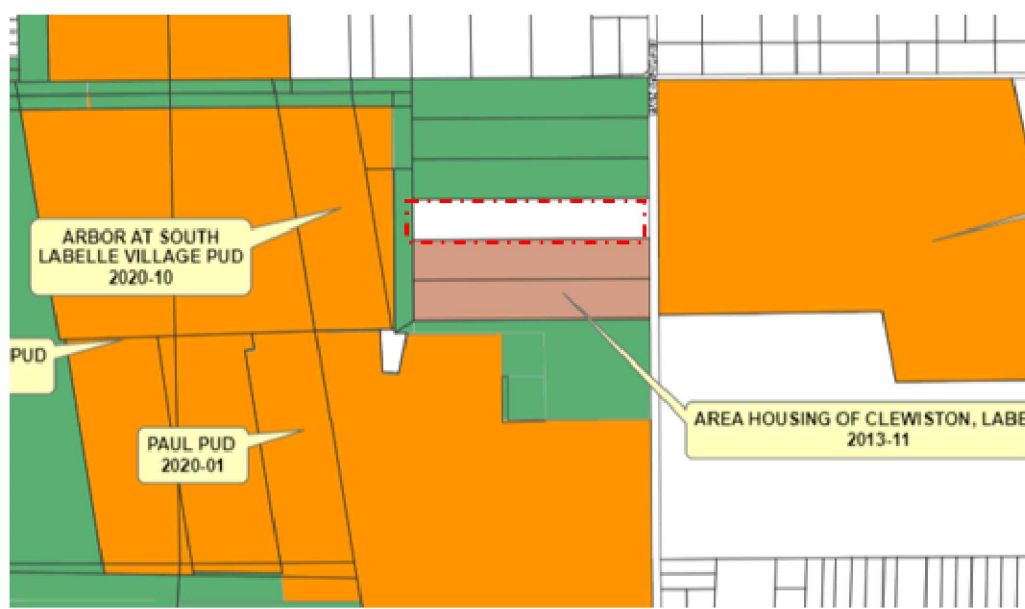 ARBOR AT SOUTH
LABELLE VILLAGE PUD
2020-10
PUD
PAUL PUD
2020-01
AREA HOUSING OF CLEWISTON, LABE
2013-11